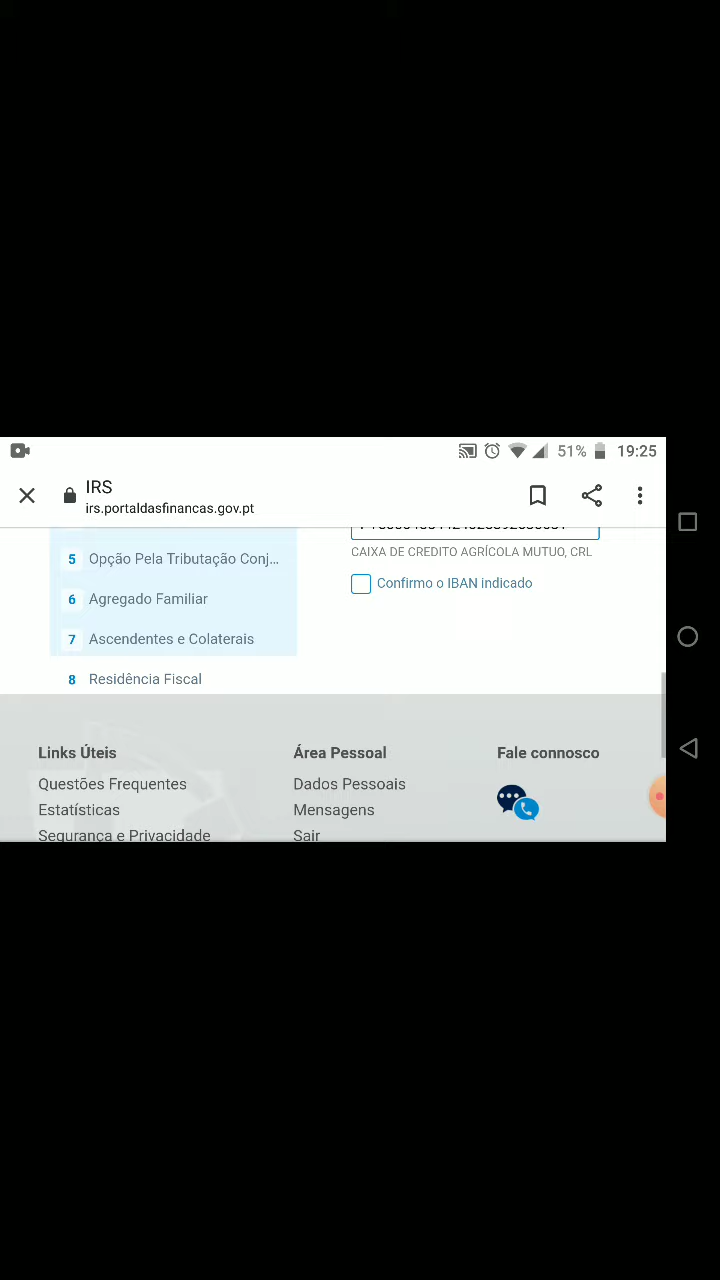 51% 19:25
IRS
irs.portaldasfinancas.gov.pt
5 Opção Pela Tributação Conj...
6 Agregado Familiar
7 Ascendentes e Colaterais
8 Residência Fiscal
CAIXA DE CREDITO AGRÍCOLA MUTUO, CRL
Confirmo o IBAN indicado
Links Úteis
Questões Frequentes
Estatísticas
Segurança e Privacidade
Área Pessoal
Dados Pessoais
Mensagens
Sair
Fale connosco